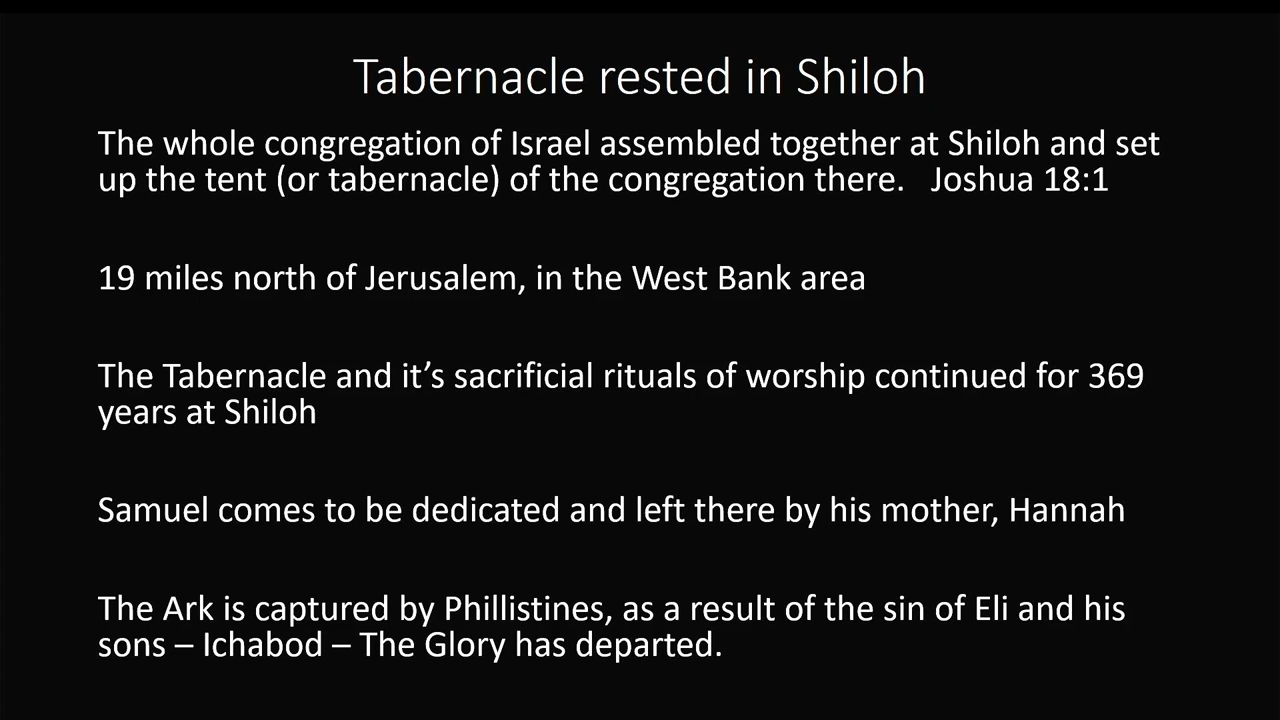 Tabernacle rested in Shiloh
The whole congregation of Israel assembled together at Shiloh and set
up the tent (or tabernacle) of the congregation there.   Joshua 18:1
19 miles north of Jerusalem, in the West Bank area
The Tabernacle and it’s sacrificial rituals of worship continued for 369
years at Shiloh
Samuel comes to be dedicated and left there by his mother, Hannah
The Ark is captured by Phillistines, as a result of the sin of Eli and his
sons – Ichabod – The Glory has departed.